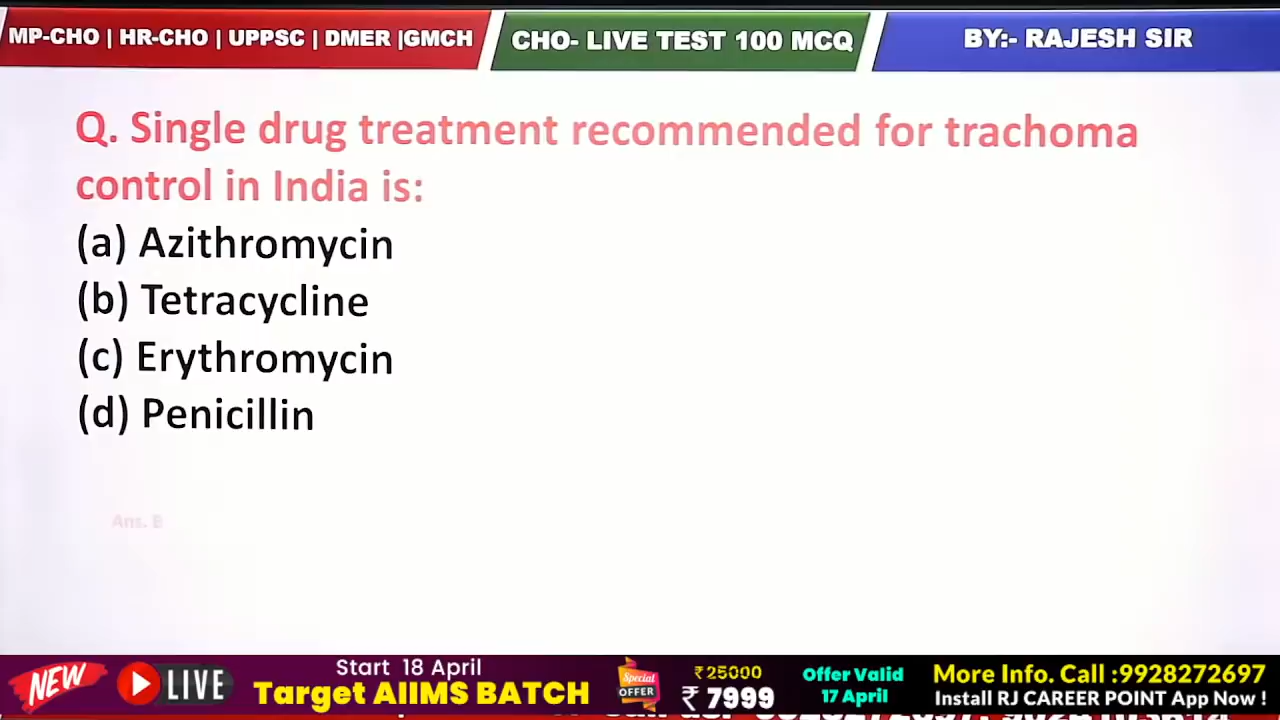 MP-CHO | HR-CHO | UPPSC | DMER |GMCH
CHO- LIVE TEST 100 MCQ
BY:- RAJESH SIR
Q. Single drug treatment recommended for trachoma
control in India is:
(a) Azithromycin
(b) Tetracycline
(c) Erythromycin
(d) Penicillin
Ans. B
NEW
LIVE
Start 18 April
Target AIIMS BATCH
Special
OFFER
₹25000
₹7999
Offer Valid
17 April
More Info. Call :9928272697
Install RJ CAREER POINT App Now !